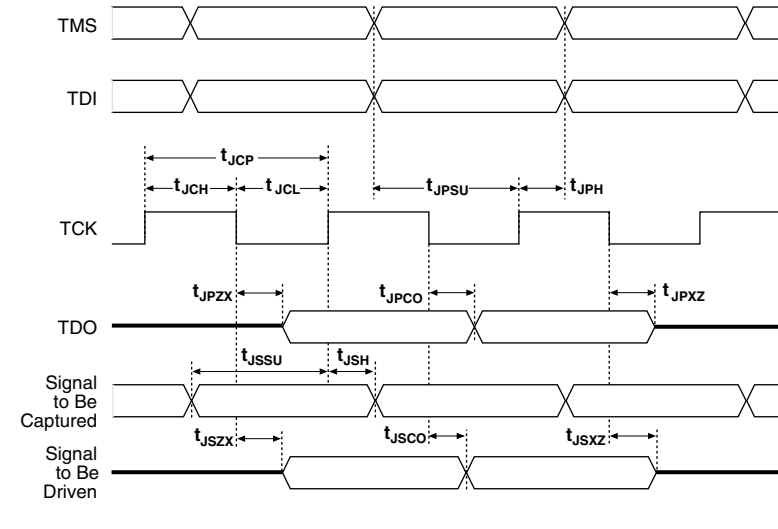 TMS
TDI
tJCP
tJCH
tJCL
tJPSU
tJPH
TCK
tJPZX
tJPCO
tJPXZ
TDO
tJSSU
tJSH
Signal
to Be
Captured
tJSZX
tJSCO
tJSXZ
Signal
to Be
Driven